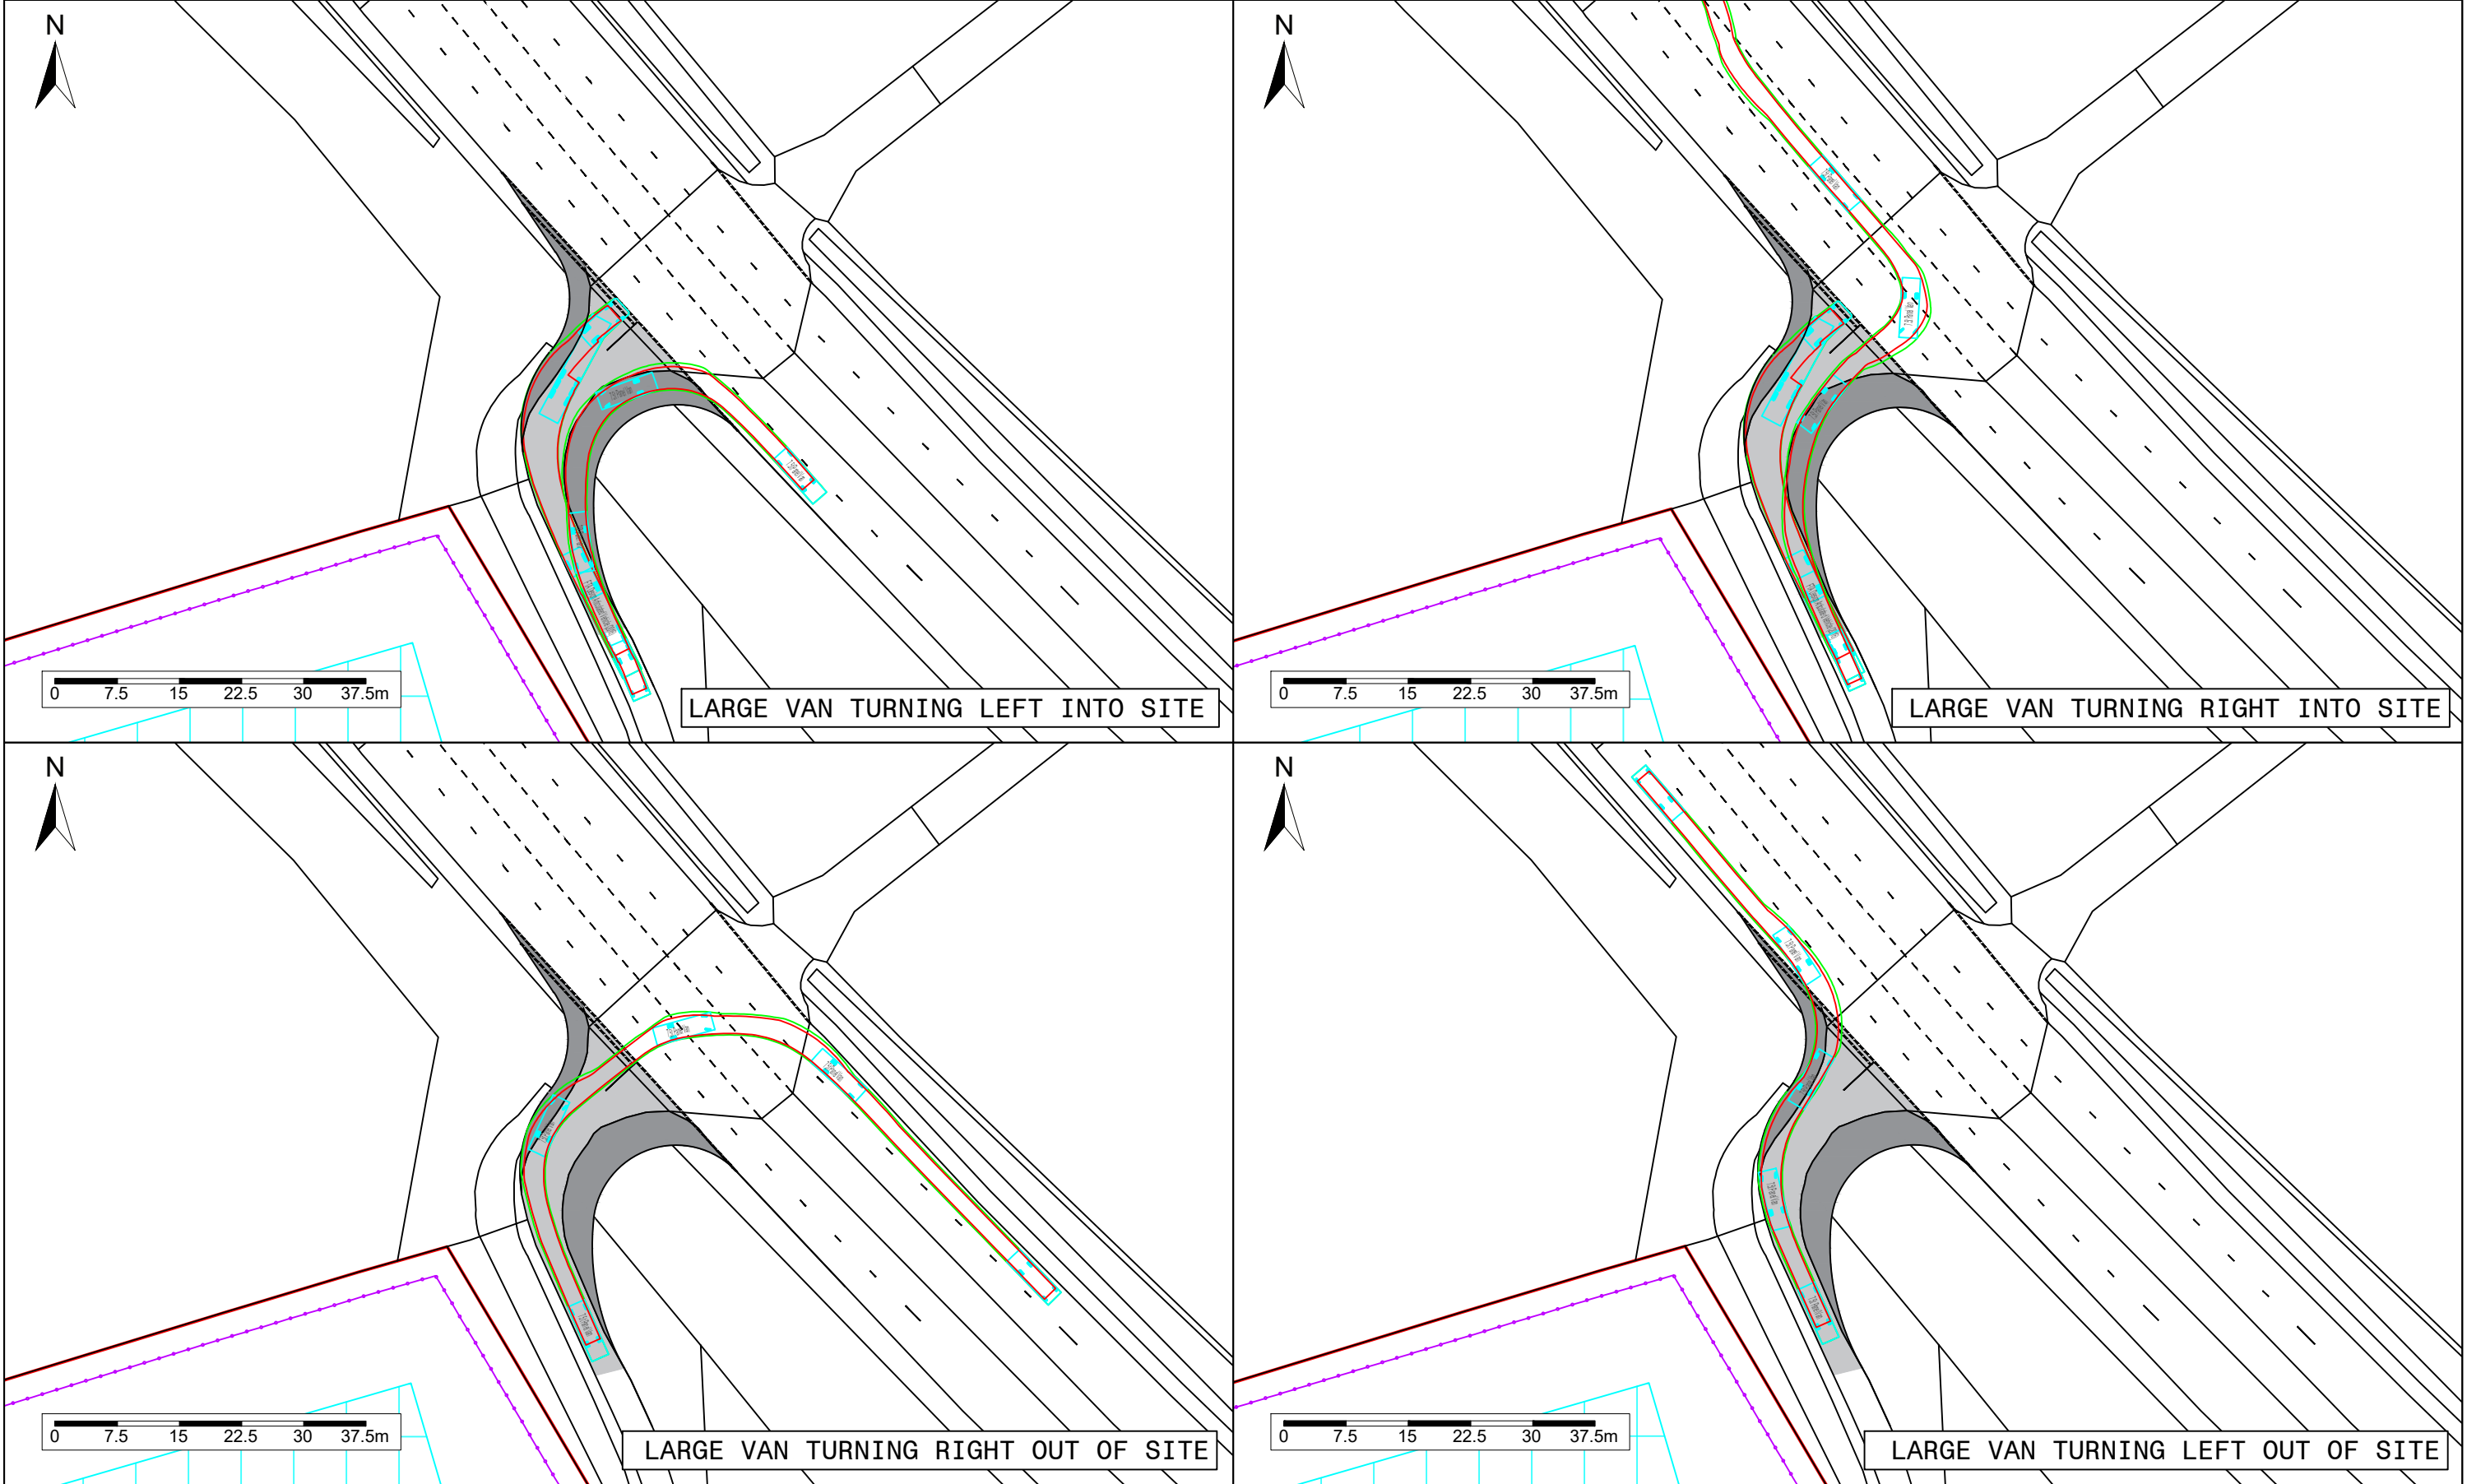 N
0 7.5 15 22.5 30 37.5m
LARGE VAN TURNING LEFT INTO SITE
N
0 7.5 15 22.5 30 37.5m
LARGE VAN TURNING RIGHT INTO SITE
N
0 7.5 15 22.5 30 37.5m
LARGE VAN TURNING RIGHT OUT OF SITE
N
0 7.5 15 22.5 30 37.5m
LARGE VAN TURNING LEFT OUT OF SITE